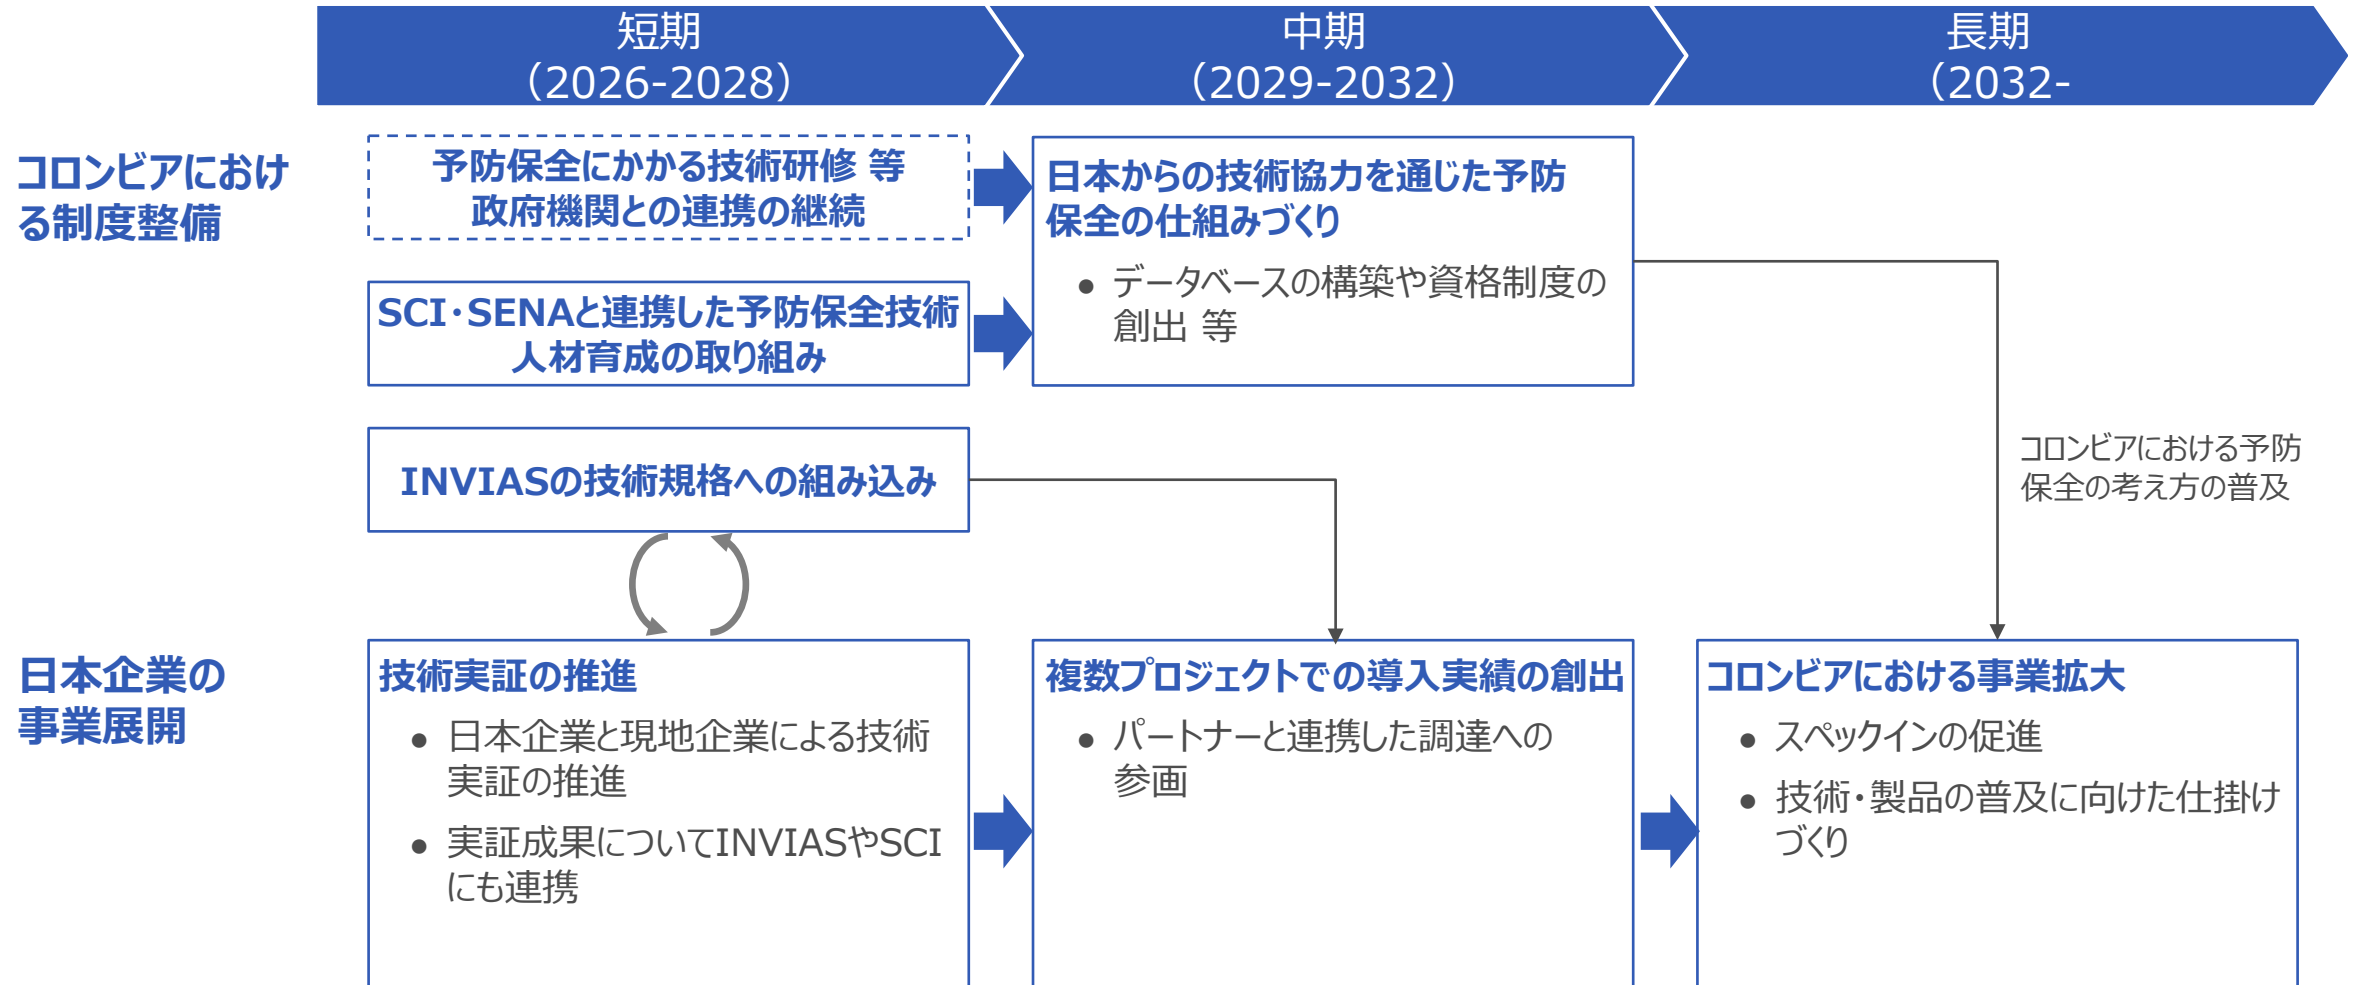 短期
（2026-2028）
中期
（2029-2032）
長期
（2032-
コロンビアにおけ
る制度整備
予防保全にかかる技術研修 等
政府機関との連携の継続
SCI・SENAと連携した予防保全技術
人材育成の取り組み
INVIASの技術規格への組み込み
日本からの技術協力を通じた予防
保全の仕組みづくり
● データベースの構築や資格制度の
創出 等
コロンビアにおける予防
保全の考え方の普及
日本企業の
事業展開
技術実証の推進
● 日本企業と現地企業による技術
実証の推進
● 実証成果についてINVIASやSCI
にも連携
複数プロジェクトでの導入実績の創出
● パートナーと連携した調達への
参画
コロンビアにおける事業拡大
● スペックインの促進
● 技術・製品の普及に向けた仕掛け
づくり